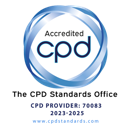 Accredited
cpd
The CPD Standards Office
CPD PROVIDER: 70083
2023-2025
www.cpdstandards.com